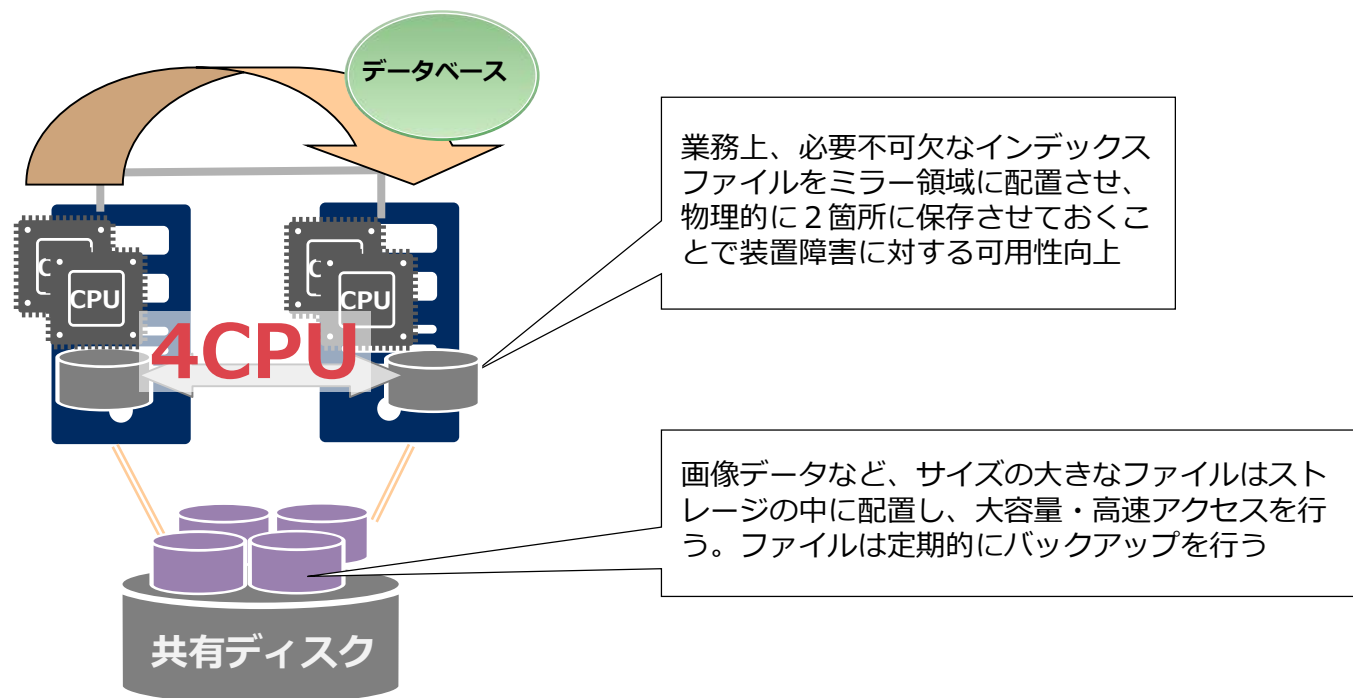 データベース
業務上、必要不可欠なインデックス
ファイルをミラー領域に配置させ、
物理的に２箇所に保存させておくこ
とで装置障害に対する可用性向上
CPU
CPU
4CPU
画像データなど、サイズの大きなファイルはスト
レージの中に配置し、大容量・高速アクセスを行
う。ファイルは定期的にバックアップを行う
共有ディスク